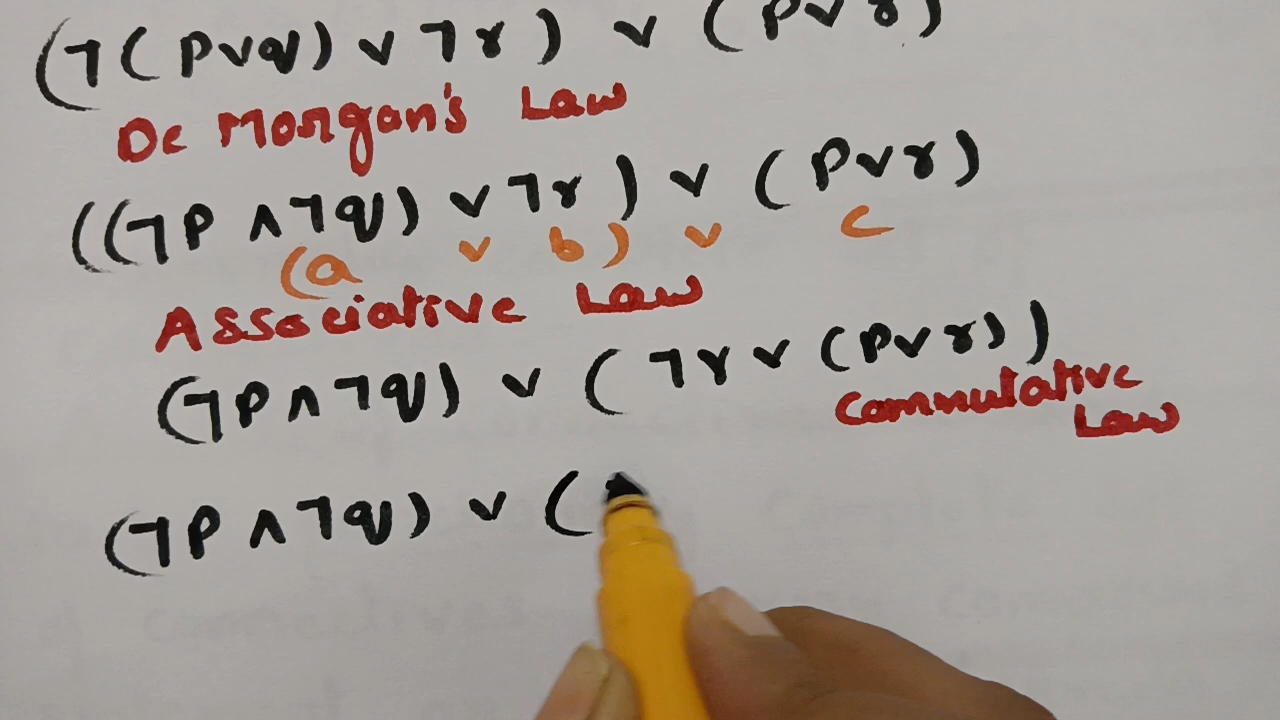 (¬(p∨q)∨¬r) ∨ (p∨r)
De Morgan's Law
((¬p∧¬q)∨¬r) ∨ (p∨r)
(a ∨ b) ∨ c
Associative Law
(¬p∧¬q) ∨ (¬r∨(p∨r))
Commutative
Law
(¬p∧¬q) ∨ (